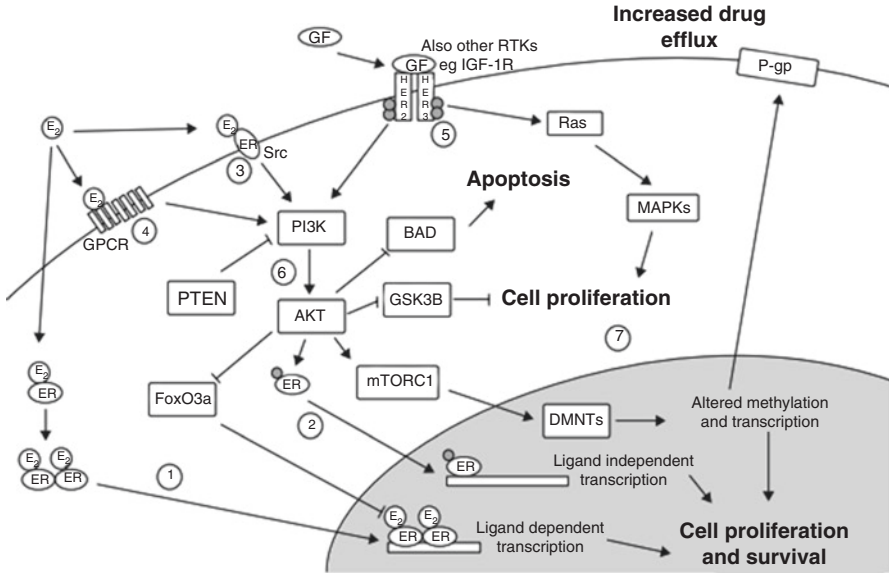 Increased drug
efflux
GF
Also other RTKs
eg IGF-1R
GF
P-gp
H
E
R
2
H
E
R
3
5
Ras
E2
E2
ER
Src
3
E2
GPCR
4
Apoptosis
MAPKs
PI3K
BAD
6
PTEN
AKT
GSK3B
Cell proliferation
7
E2
ER
FoxO3a
ER
mTORC1
DMNTs
Altered methylation
and transcription
2
E2
E2
ER
ER
1
ER
Ligand independent
transcription
E2
E2
ER
ER
Ligand dependent
transcription
Cell proliferation
and survival